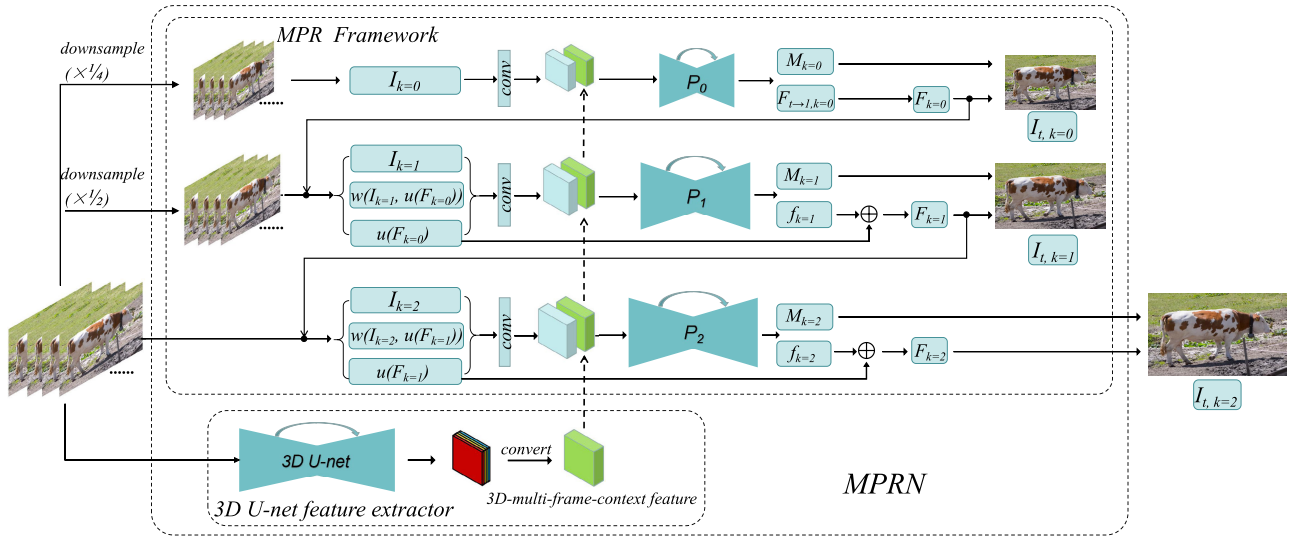 MPR Framework
downsample
(×¼)
......
I_{k=0}
conv
P_0
M_{k=0}
F_{t→1,k=0}
F_{k=0}
I_{t, k=0}
downsample
(×½)
......
I_{k=1}
w(I_{k=1}, u(F_{k=0}))
u(F_{k=0})
conv
P_1
M_{k=1}
f_{k=1}
⊕
F_{k=1}
I_{t, k=1}
......
I_{k=2}
w(I_{k=2}, u(F_{k=1}))
u(F_{k=1})
conv
P_2
M_{k=2}
f_{k=2}
⊕
F_{k=2}
I_{t, k=2}
3D U-net
convert
3D-multi-frame-context feature
3D U-net feature extractor
MPRN